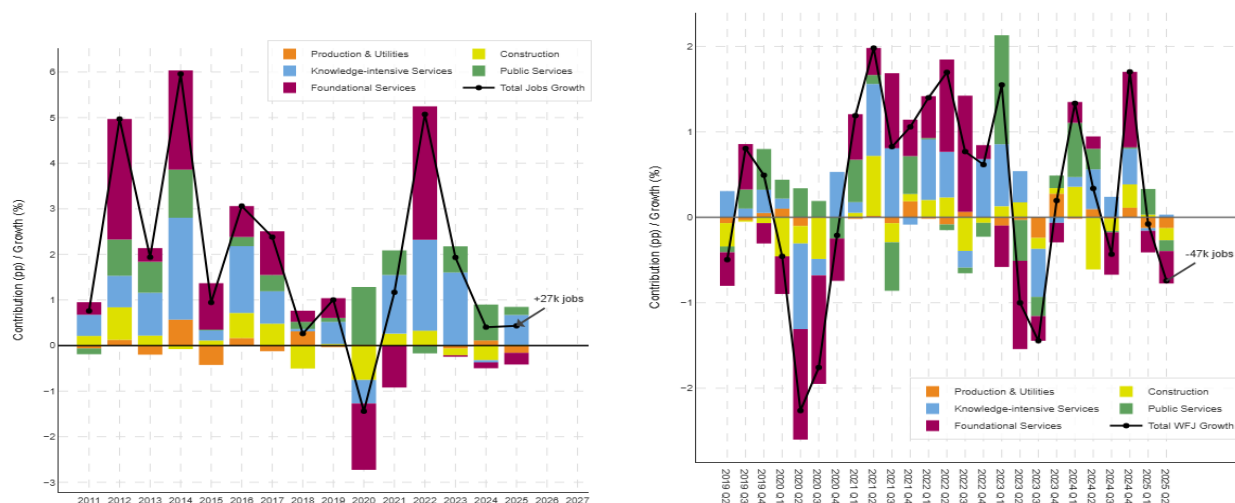 Contribution (pp) / Growth (%)
6
5
4
3
2
1
0
−1
−2
−3
Production & Utilities
Construction
Knowledge-intensive Services
Public Services
Foundational Services
Total Jobs Growth
+27k jobs
2011 2012 2013 2014 2015 2016 2017 2018 2019 2020 2021 2022 2023 2024 2025 2026 2027
Contribution (pp) / Growth (%)
2
1
0
−1
−2
-47k jobs
Production & Utilities
Construction
Knowledge-intensive Services
Public Services
Foundational Services
Total WFJ Growth
2019 Q2
2019 Q3
2019 Q4
2020 Q1
2020 Q2
2020 Q3
2020 Q4
2021 Q1
2021 Q2
2021 Q3
2021 Q4
2022 Q1
2022 Q2
2022 Q3
2022 Q4
2023 Q1
2023 Q2
2023 Q3
2023 Q4
2024 Q1
2024 Q2
2024 Q3
2024 Q4
2025 Q1
2025 Q2